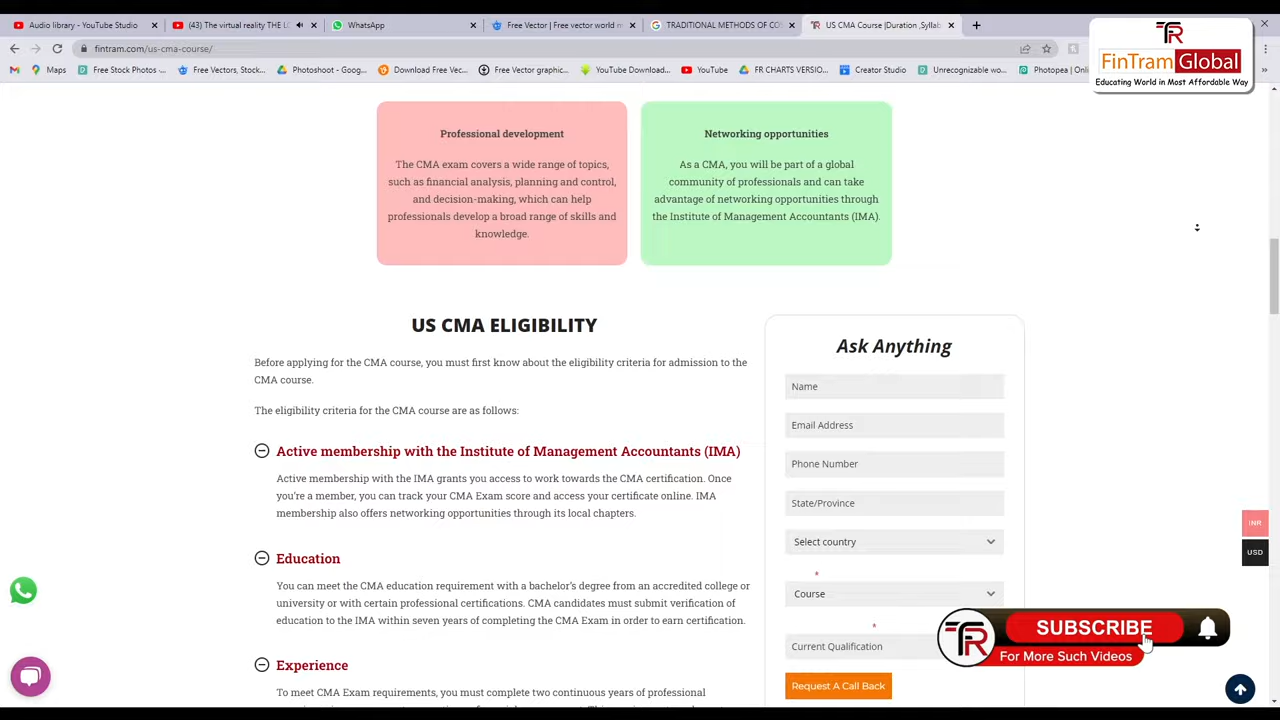 (5) YouTube
(43) The virtual reality THE LO
WhatsApp
Free Vector | Free vector world m
TRADITIONAL METHODS OF CO
US CMA Course |Duration ,Syllab
fintram.com/us-cma-course/
Gmail
Maps
Free Stock Photos
Free Vectors, Stock...
Photoshoot - Goog...
Download
Free Vector graphic...
YouTube Download...
YouTube
FR CHARTS VERSIO...
Creator Studio
Unrecognizable wo...
Photopea | Onli
TR
FinTram Global
Educating World in Most Affordable Way
Professional development
The CMA exam covers a wide range of topics,
such as financial analysis, planning and control,
and decision-making, which can help
professionals develop a broad range of skills and
knowledge.
Networking opportunities
As a CMA, you will be part of a global
community of professionals and can take
advantage of networking opportunities through
the Institute of Management Accountants (IMA).
US CMA ELIGIBILITY
Before applying for the CMA course, you must first know about the eligibility criteria for admission to the
CMA course.
The eligibility criteria for the CMA course are as follows:
Active membership with the Institute of Management Accountants (IMA)
Active membership with the IMA grants you access to work towards the CMA certification. Once
you're a member, you can track your CMA Exam score and access your certificate online. IMA
membership also offers networking opportunities through its local chapters.
Education
You can meet the CMA education requirement with a bachelor's degree from an accredited college or
university or with certain professional certifications. CMA candidates must submit verification of
education to the IMA within seven years of completing the CMA Exam in order to earn certification.
Experience
To meet CMA Exam requirements, you must complete two continuous years of professional
Ask Anything
Name
Email Address
Phone Number
State/Province
Select country
*
Course
*
Current Qualification
Request A Call Back
INR
USD
TR
SUBSCRIBE
For More Such Videos